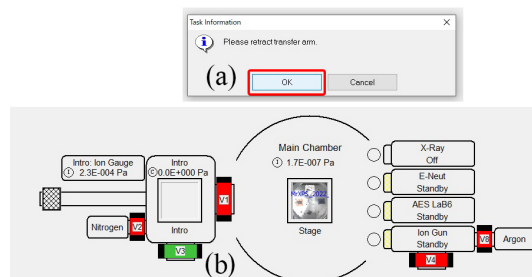 Task Information
Please retract transfer arm.
OK
Cancel
(a)
Main Chamber
Ⓘ 1.7E-007 Pa
Intro: Ion Gauge
Ⓘ 2.3E-004 Pa
Intro
Ⓒ0.0E+000 Pa
Intro
V1
V2
Nitrogen
V3
(b)
MrXPS_2022
Stage
X-Ray
Off
E-Neut
Standby
AES LaB6
Standby
Ion Gun
Standby
V8
Argon
V4